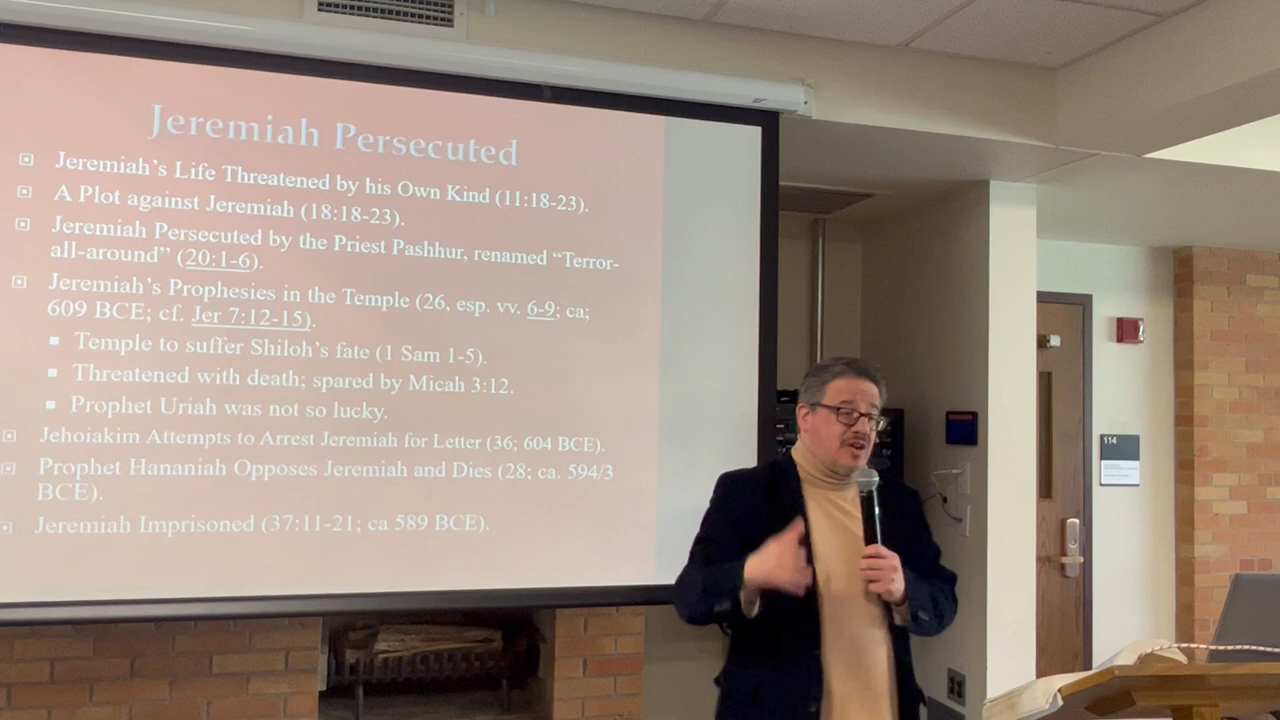 Jeremiah Persecuted
Jeremiah's Life Threatened by his Own Kind (11:18-23).
A Plot against Jeremiah (18:18-23).
Jeremiah Persecuted by the Priest Pashhur, renamed “Terror-
all-around” (20:1-6).
Jeremiah's Prophesies in the Temple (26, esp. vv. 6-9; ca;
609 BCE; cf. Jer 7:12-15).
Temple to suffer Shiloh's fate (1 Sam 1-5).
Threatened with death; spared by Micah 3:12.
Prophet Uriah was not so lucky.
Jehoiakim Attempts to Arrest Jeremiah for Letter (36; 604 BCE).
Prophet Hananiah Opposes Jeremiah and Dies (28; ca. 594/3
BCE).
Jeremiah Imprisoned (37:11-21; ca 589 BCE).
114